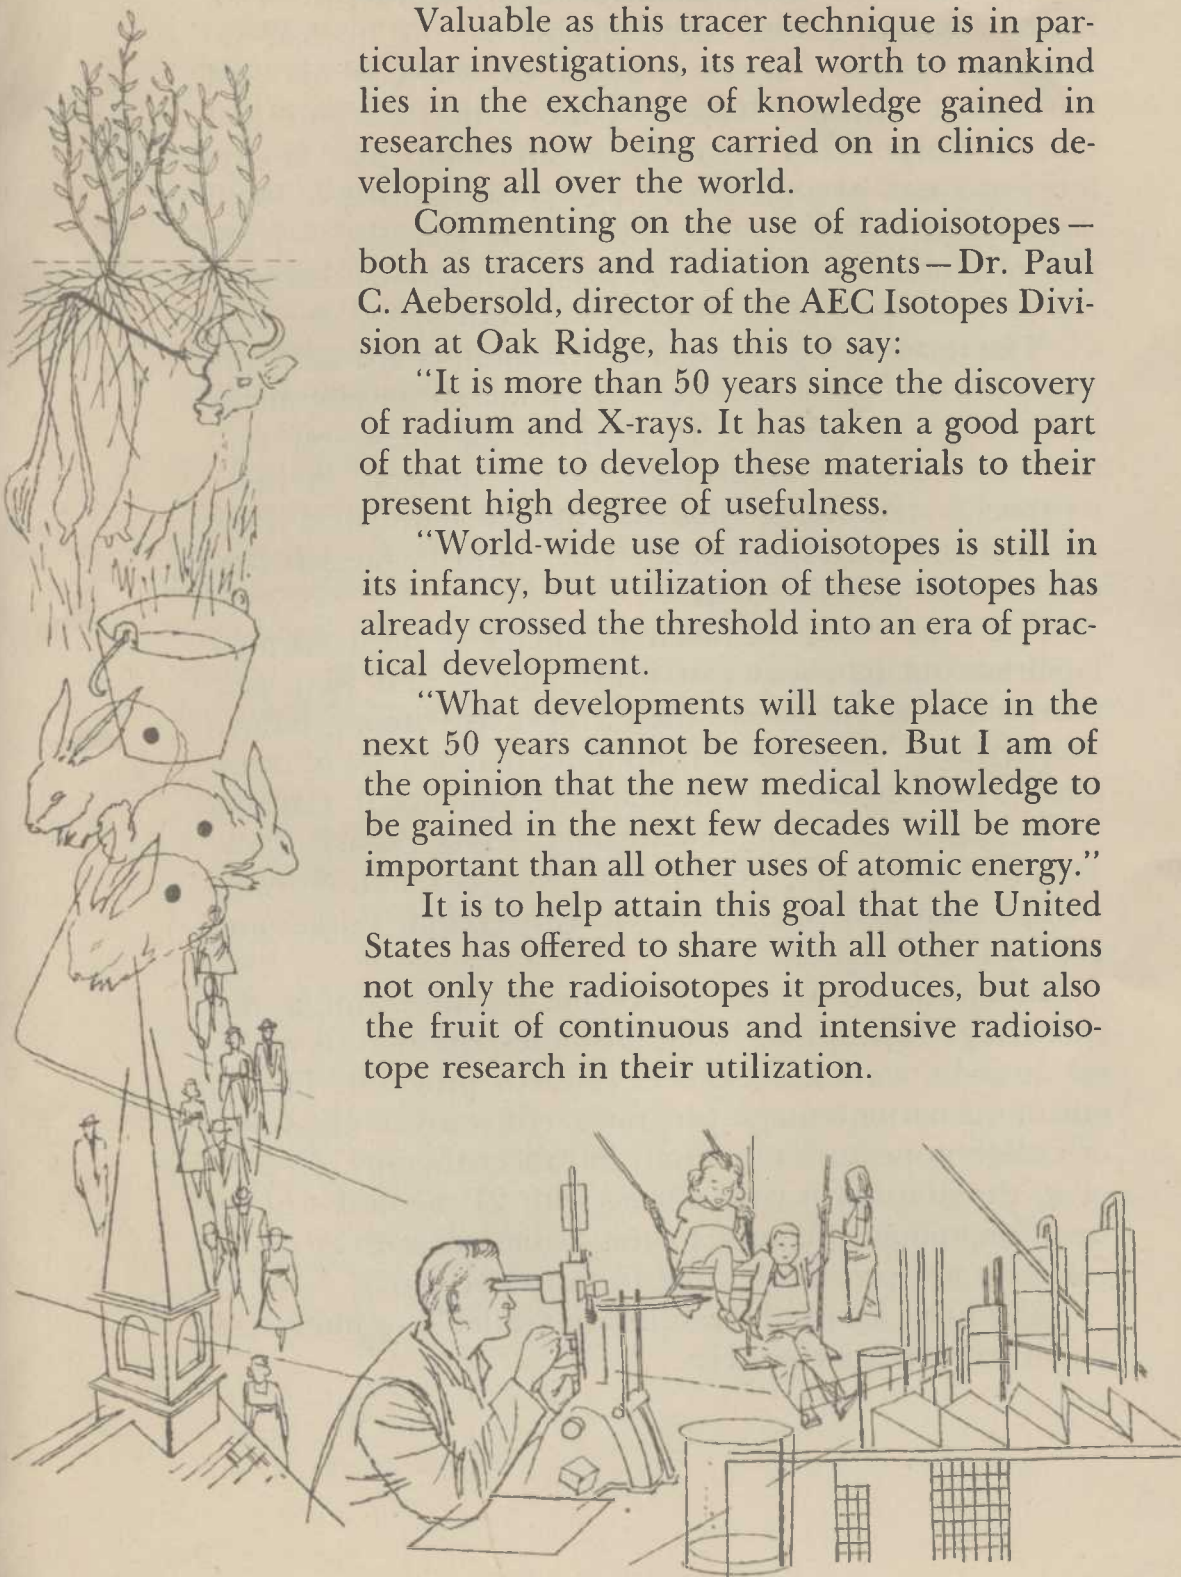 Valuable as this tracer technique is in par-
ticular investigations, its real worth to mankind
lies in the exchange of knowledge gained in
researches now being carried on in clinics de-
veloping all over the world.
Commenting on the use of radioisotopes—
both as tracers and radiation agents—Dr. Paul
C. Aebersold, director of the AEC Isotopes Divi-
sion at Oak Ridge, has this to say:
“It is more than 50 years since the discovery
of radium and X-rays. It has taken a good part
of that time to develop these materials to their
present high degree of usefulness.
“World-wide use of radioisotopes is still in
its infancy, but utilization of these isotopes has
already crossed the threshold into an era of prac-
tical development.
“What developments will take place in the
next 50 years cannot be foreseen. But I am of
the opinion that the new medical knowledge to
be gained in the next few decades will be more
important than all other uses of atomic energy.”
It is to help attain this goal that the United
States has offered to share with all other nations
not only the radioisotopes it produces, but also
the fruit of continuous and intensive radioiso-
tope research in their utilization.